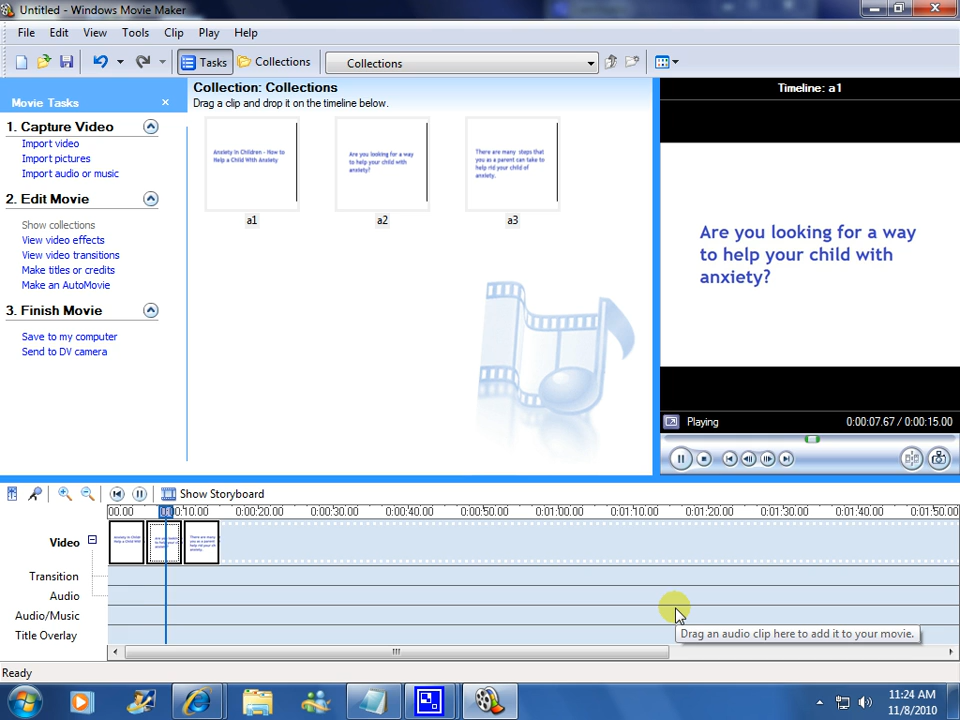 Untitled - Windows Movie Maker
File Edit View Tools Clip Play Help
Tasks Collections Collections
Movie Tasks
1. Capture Video
Import video
Import pictures
Import audio or music
2. Edit Movie
Show collections
View video effects
View video transitions
Make titles or credits
Make an AutoMovie
3. Finish Movie
Save to my computer
Send to DV camera
Collection: Collections
Drag a clip and drop it on the timeline below.
Anxiety in Children - How to
Help a Child With Anxiety
a1
Are you looking for a way
to help your child with
anxiety?
a2
There are many steps that
you as a parent can take to
help rid your child of
anxiety.
a3
Timeline: a1
Are you looking for a way
to help your child with
anxiety?
Playing 0:00:07.67 / 0:00:15.00
Show Storyboard
00.00 0:10.00 0:00:20.00 0:00:30.00 0:00:40.00 0:00:50.00 0:01:00.00 0:01:10.00 0:01:20.00 0:01:30.00 0:01:40.00 0:01:50.00
Video
Transition
Audio
Audio/Music
Title Overlay
Drag an audio clip here to add it to your movie.
Ready
11:24 AM
11/8/2010